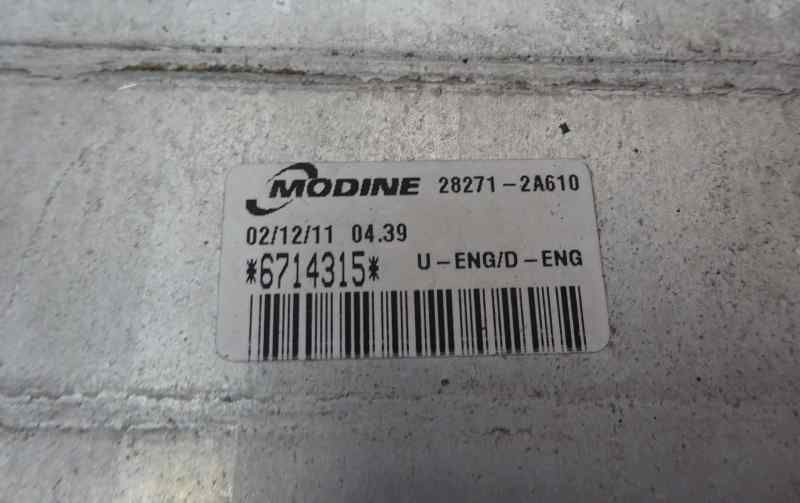 MODINE 28271-2A610
02/12/11 04.39
*6714315* U-ENG/D-ENG